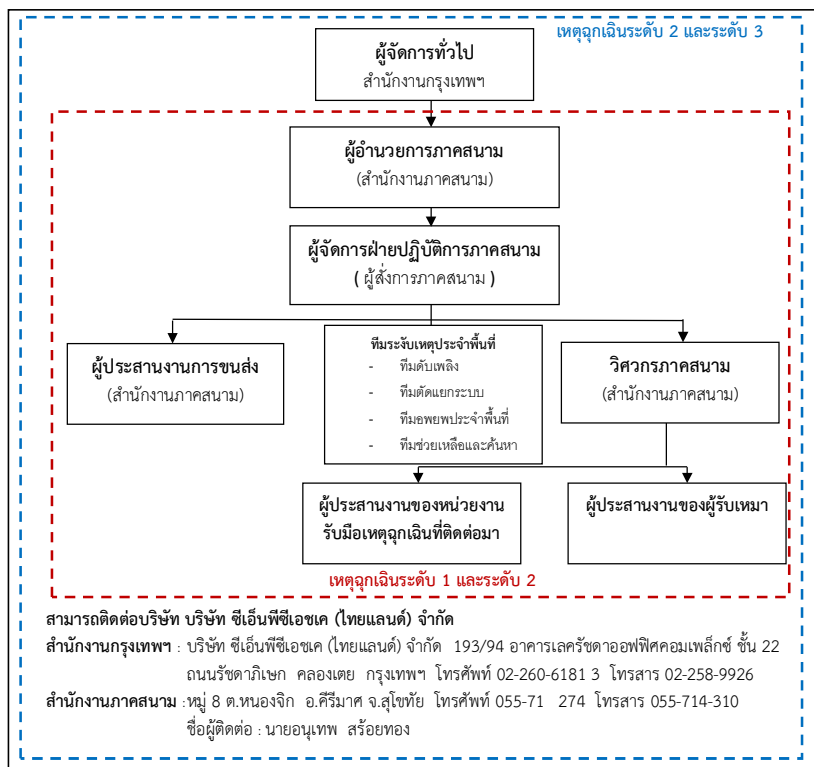 เหตุฉุกเฉินระดับ 2 และระดับ 3
ผู้จัดการทั่วไป
สำนักงานกรุงเทพฯ
ผู้อำนวยการภาคสนาม
(สำนักงานภาคสนาม)
ผู้จัดการฝ่ายปฏิบัติการภาคสนาม
( ผู้สั่งการภาคสนาม )
ผู้ประสานงานการขนส่ง
(สำนักงานภาคสนาม)
ทีมระงับเหตุประจำพื้นที่
- ทีมดับเพลิง
- ทีมตัดแยกระบบ
- ทีมอพยพประจำพื้นที่
- ทีมช่วยเหลือและค้นหา
วิศวกรภาคสนาม
(สำนักงานภาคสนาม)
ผู้ประสานงานของหน่วยงาน
รับมือเหตุฉุกเฉินที่ติดต่อมา
ผู้ประสานงานของผู้รับเหมา
เหตุฉุกเฉินระดับ 1 และระดับ 2
สามารถติดต่อบริษัท บริษัท ซีเอ็นพีซีเอชเค (ไทยแลนด์) จำกัด
สำนักงานกรุงเทพฯ : บริษัท ซีเอ็นพีซีเอชเค (ไทยแลนด์) จำกัด 193/94 อาคารเลครัชดาออฟฟิศคอมเพล็กซ์ ชั้น 22
ถนนรัชดาภิเษก คลองเตย กรุงเทพฯ โทรศัพท์ 02-260-6181 3 โทรสาร 02-258-9926
สำนักงานภาคสนาม :หมู่ 8 ต.หนองจิก อ.คีรีมาศ จ.สุโขทัย โทรศัพท์ 055-71 274 โทรสาร 055-714-310
ชื่อผู้ติดต่อ : นายอนุเทพ สร้อยทอง